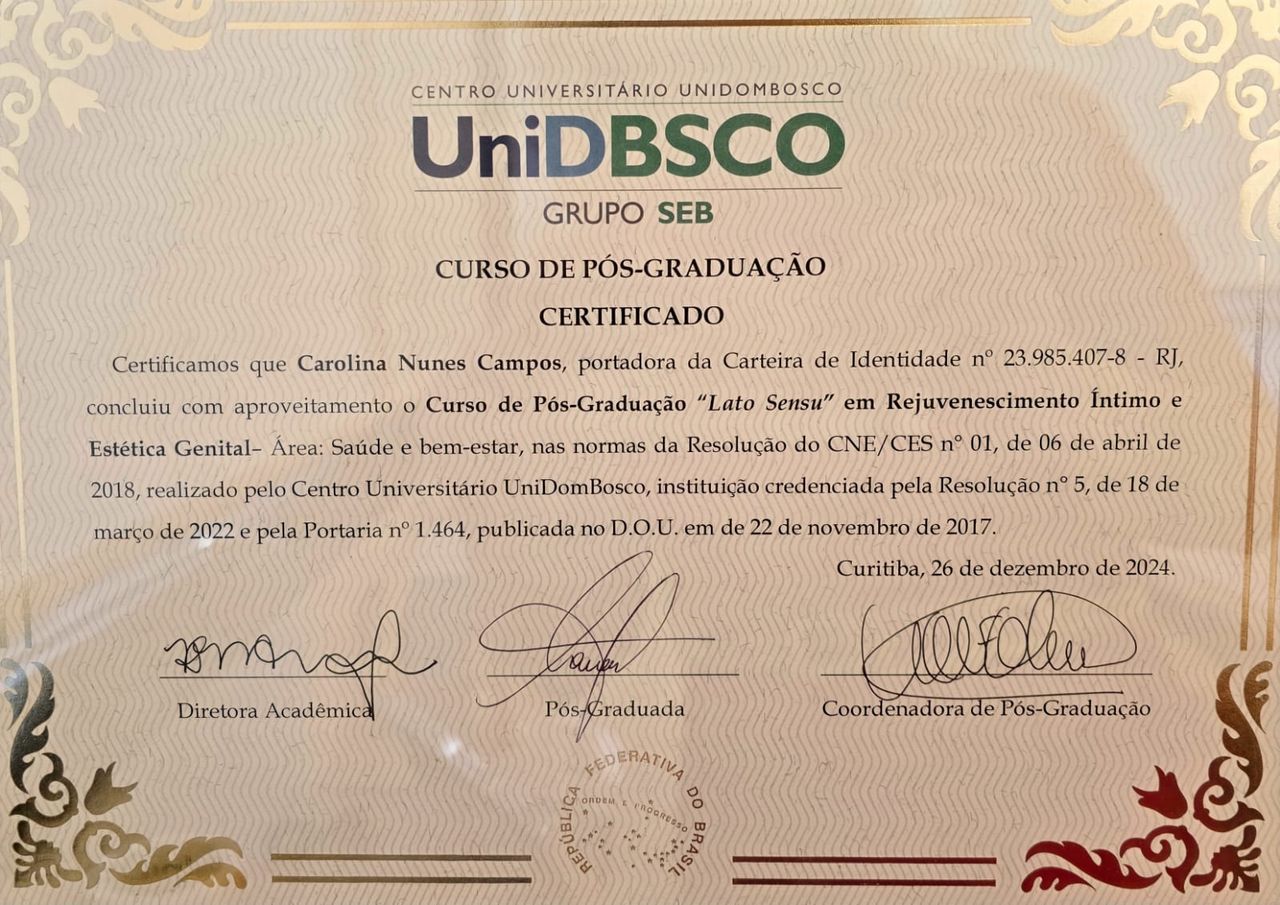 CENTRO UNIVERSITÁRIO UNIDOMBOSCO
UniDBSCO
GRUPO SEB
CURSO DE PÓS-GRADUAÇÃO
CERTIFICADO
Certificamos que Carolina Nunes Campos, portadora da Carteira de Identidade nº 23.985.407-8 - RJ,
concluiu com aproveitamento o Curso de Pós-Graduação “Lato Sensu” em Rejuvenescimento Íntimo e
Estética Genital– Área: Saúde e bem-estar, nas normas da Resolução do CNE/CES nº 01, de 06 de abril de
2018, realizado pelo Centro Universitário UniDomBosco, instituição credenciada pela Resolução nº 5, de 18 de
março de 2022 e pela Portaria nº 1.464, publicada no D.O.U. em de 22 de novembro de 2017.
Curitiba, 26 de dezembro de 2024.
Diretora Acadêmica
Pós-Graduada
Coordenadora de Pós-Graduação
REPÚBLICA FEDERATIVA DO BRASIL
ORDEM E PROGRESSO